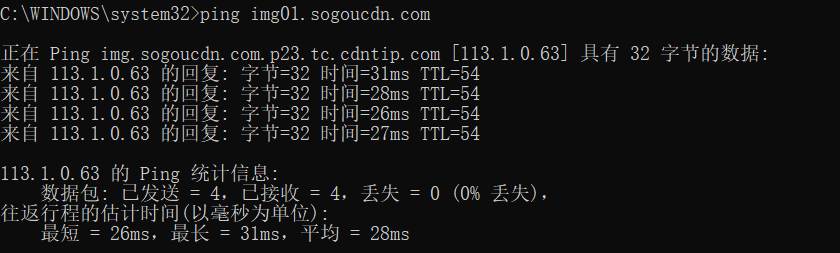 C:\WINDOWS\system32>ping img01.sogoucdn.com
正在 Ping img.sogoucdn.com.p23.tc.cdntip.com [113.1.0.63] 具有 32 字节的数据:
来自 113.1.0.63 的回复: 字节=32 时间=31ms TTL=54
来自 113.1.0.63 的回复: 字节=32 时间=28ms TTL=54
来自 113.1.0.63 的回复: 字节=32 时间=26ms TTL=54
来自 113.1.0.63 的回复: 字节=32 时间=27ms TTL=54
113.1.0.63 的 Ping 统计信息:
数据包: 已发送 = 4，已接收 = 4，丢失 = 0 (0% 丢失)，
往返行程的估计时间(以毫秒为单位):
最短 = 26ms，最长 = 31ms，平均 = 28ms